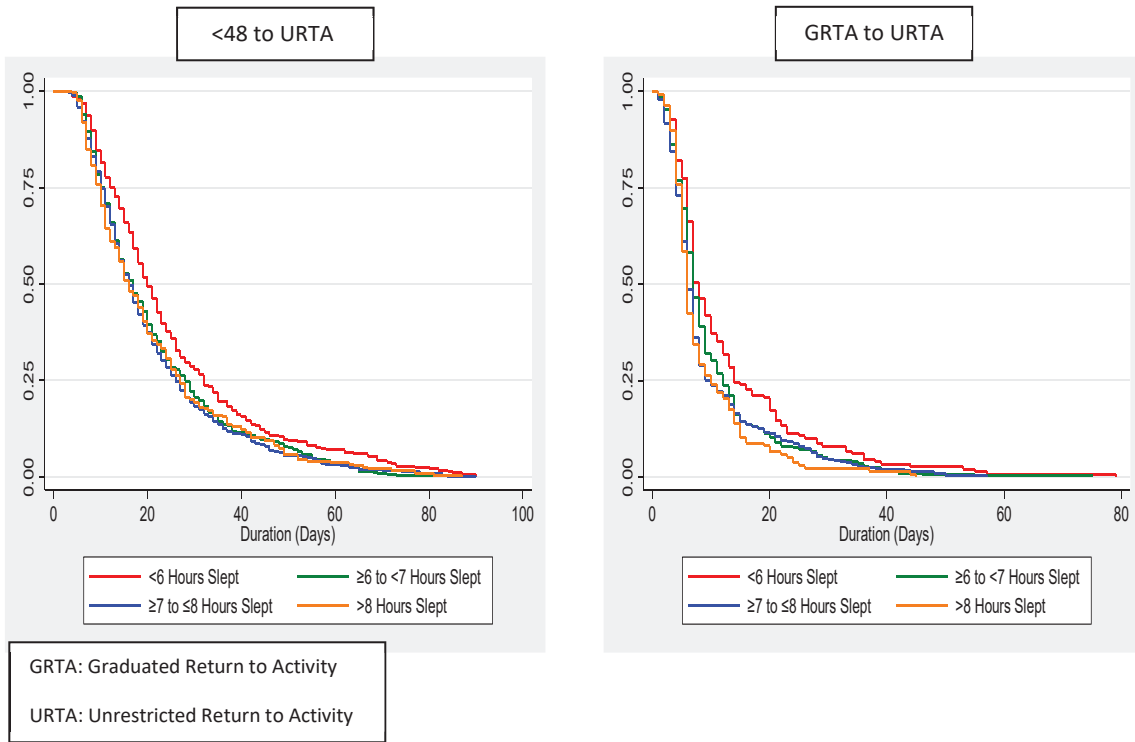 <48 to URTA
GRTA to URTA
1.00
0.75
0.50
0.25
0.00
0 20 40 60 80 100
Duration (Days)
<6 Hours Slept
≥6 to <7 Hours Slept
≥7 to ≤8 Hours Slept
>8 Hours Slept
1.00
0.75
0.50
0.25
0.00
0 20 40 60 80
Duration (Days)
<6 Hours Slept
≥6 to <7 Hours Slept
≥7 to ≤8 Hours Slept
>8 Hours Slept
GRTA: Graduated Return to Activity
URTA: Unrestricted Return to Activity